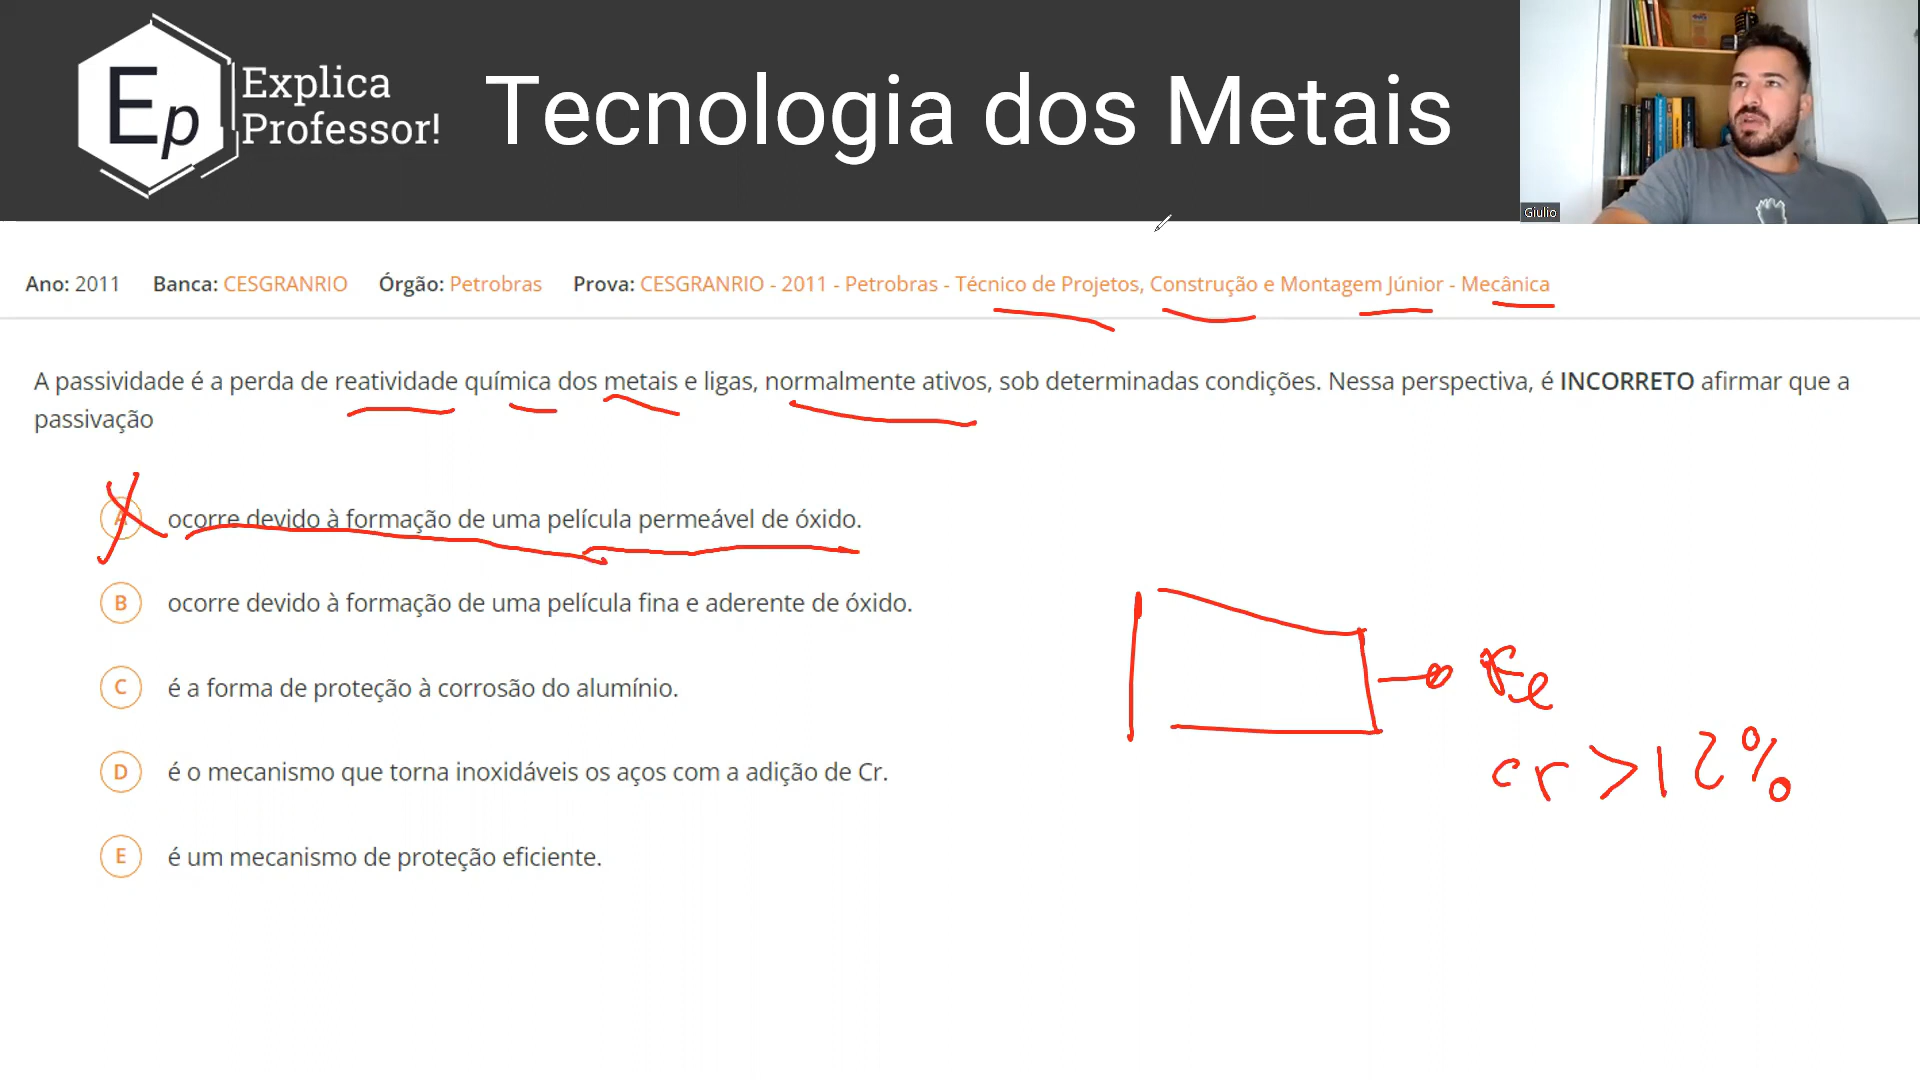 Ep
Explica
Professor!
Tecnologia dos Metais
Giulio
Ano: 2011 Banca: CESGRANRIO Órgão: Petrobras Prova: CESGRANRIO - 2011 - Petrobras - Técnico de Projetos, Construção e Montagem Júnior - Mecânica
A passividade é a perda de reatividade química dos metais e ligas, normalmente ativos, sob determinadas condições. Nessa perspectiva, é INCORRETO afirmar que a
passivação
A ocorre devido à formação de uma película permeável de óxido.
B ocorre devido à formação de uma película fina e aderente de óxido.
C é a forma de proteção à corrosão do alumínio.
D é o mecanismo que torna inoxidáveis os aços com a adição de Cr.
E é um mecanismo de proteção eficiente.
Fe
cr > 12%